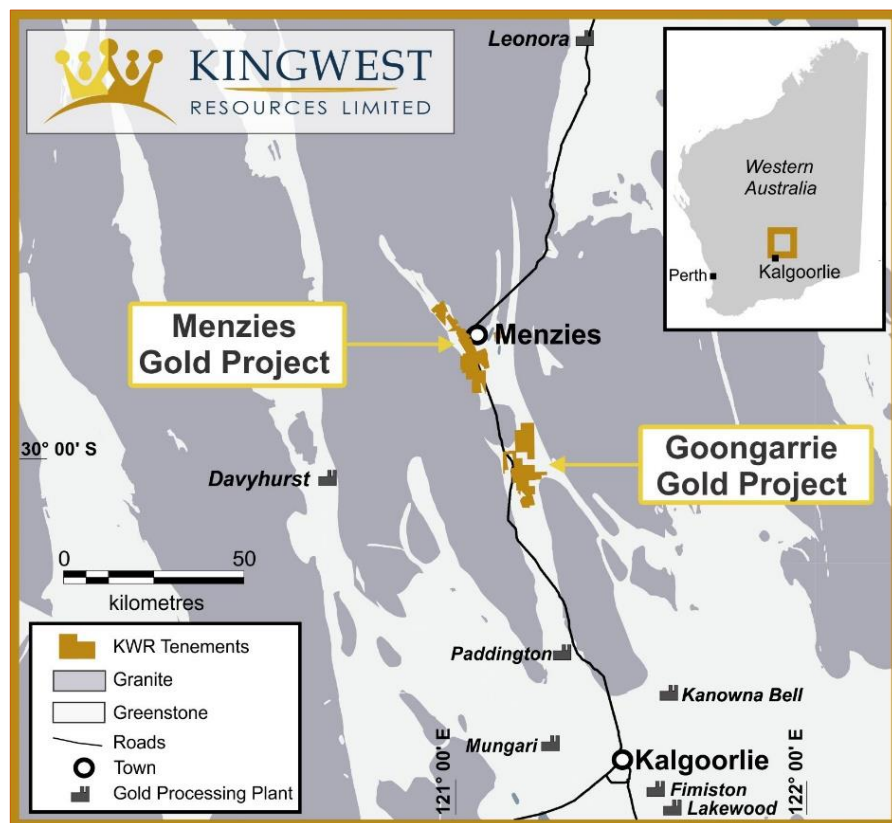 KINGWEST
RESOURCES LIMITED
Leonora
Western
Australia
Perth
Kalgoorlie
Menzies
Gold Project
Menzies
Goongarrie
Gold Project
30° 00' S
Davyhurst
0 50
kilometres
KWR Tenements
Granite
Greenstone
Roads
Town
Gold Processing Plant
Paddington
Kanowna Bell
Mungari
Kalgoorlie
Fimiston
Lakewood
121° 00' E
122° 00' E